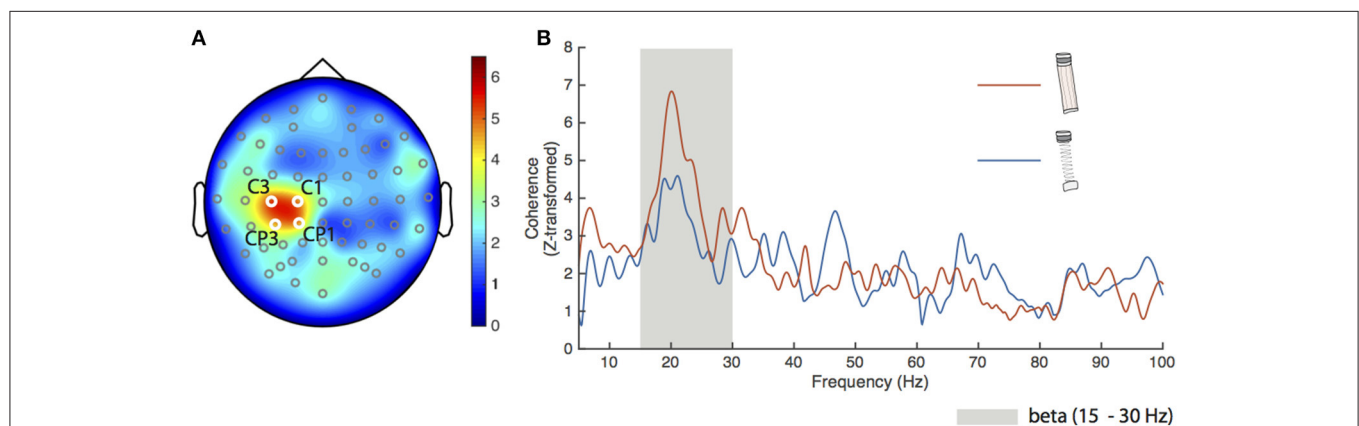 A
6
5
4
3
2
1
0
C3
C1
CP3
CP1
B
8
7
6
5
4
3
2
1
0
Coherence
(Z-transformed)
10
20
30
40
50
60
70
80
90
100
Frequency (Hz)
beta (15 - 30 Hz)